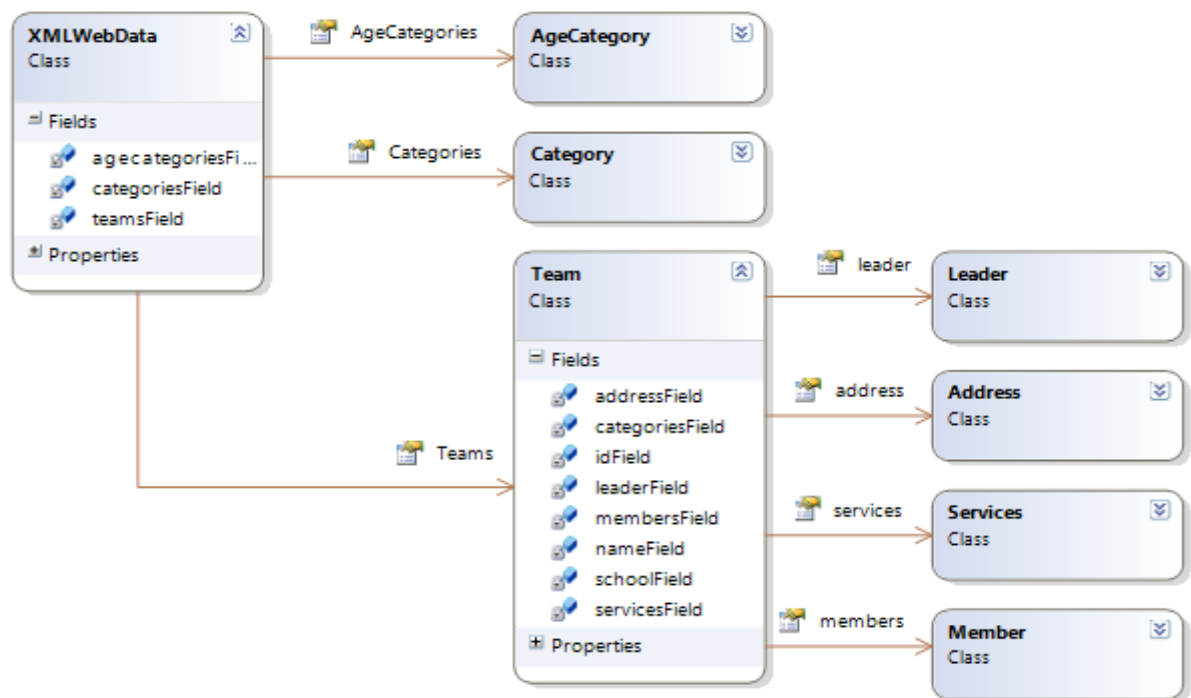 XMLWebData
Class
Fields
agecategoriesFi ...
categoriesField
teamsField
Properties
AgeCategories
AgeCategory
Class
Categories
Category
Class
Teams
Team
Class
Fields
addressField
categoriesField
idField
leaderField
membersField
nameField
schoolField
servicesField
Properties
leader
Leader
Class
address
Address
Class
services
Services
Class
members
Member
Class